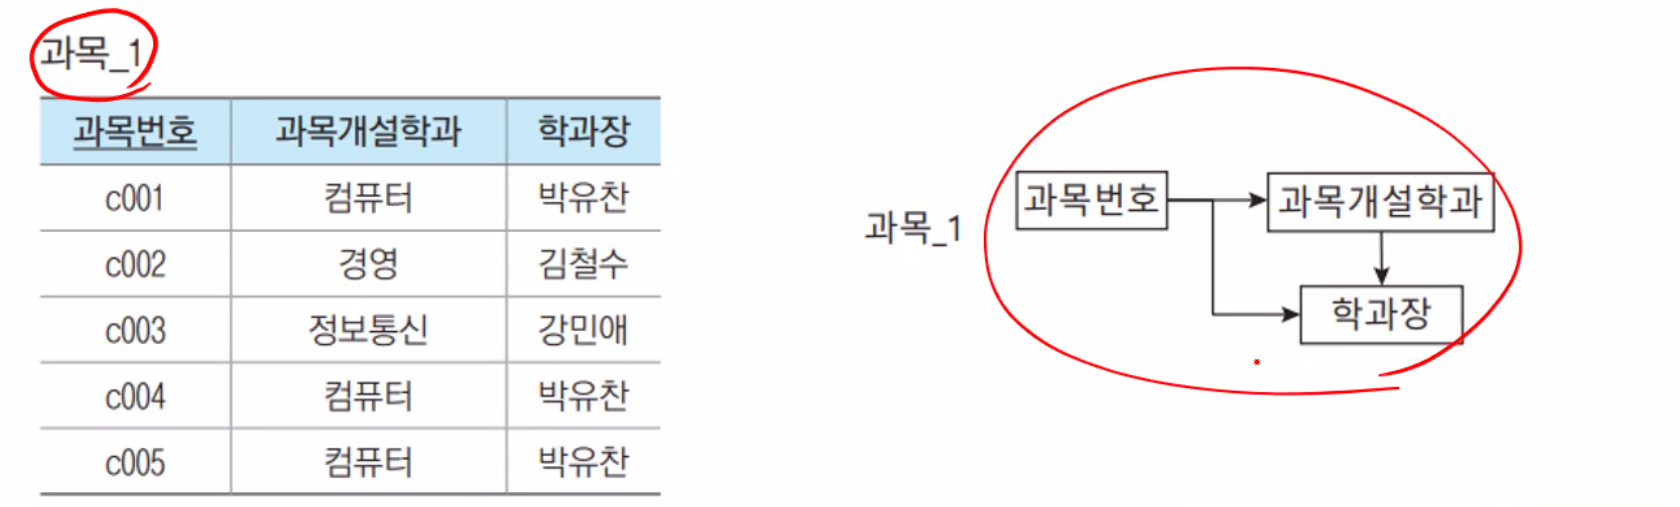 과목_1
과목번호 과목개설학과 학과장
c001 컴퓨터 박유찬
c002 경영 김철수
c003 정보통신 강민애
c004 컴퓨터 박유찬
c005 컴퓨터 박유찬
과목_1
과목번호 과목개설학과
학과장